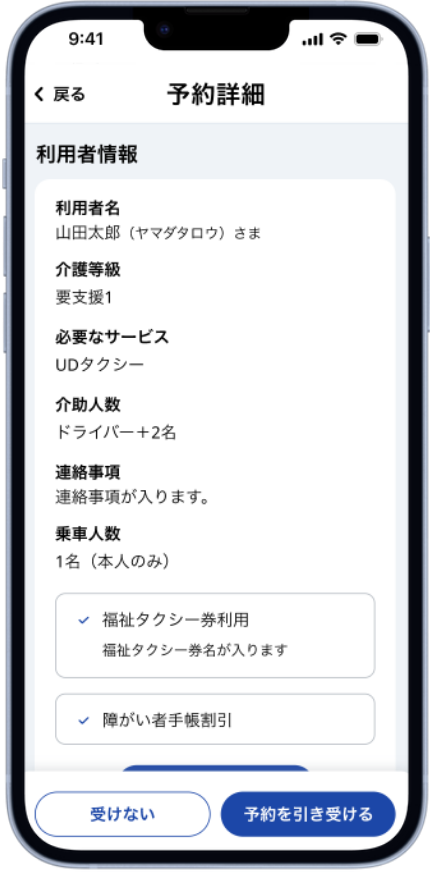 9:41
戻る
予約詳細
利用者情報
利用者名
山田太郎（ヤマダタロウ）さま
介護等級
要支援1
必要なサービス
UDタクシー
介助人数
ドライバー＋2名
連絡事項
連絡事項が入ります。
乗車人数
1名（本人のみ）
福祉タクシー券利用
福祉タクシー券名が入ります
障がい者手帳割引
受けない
予約を引き受ける